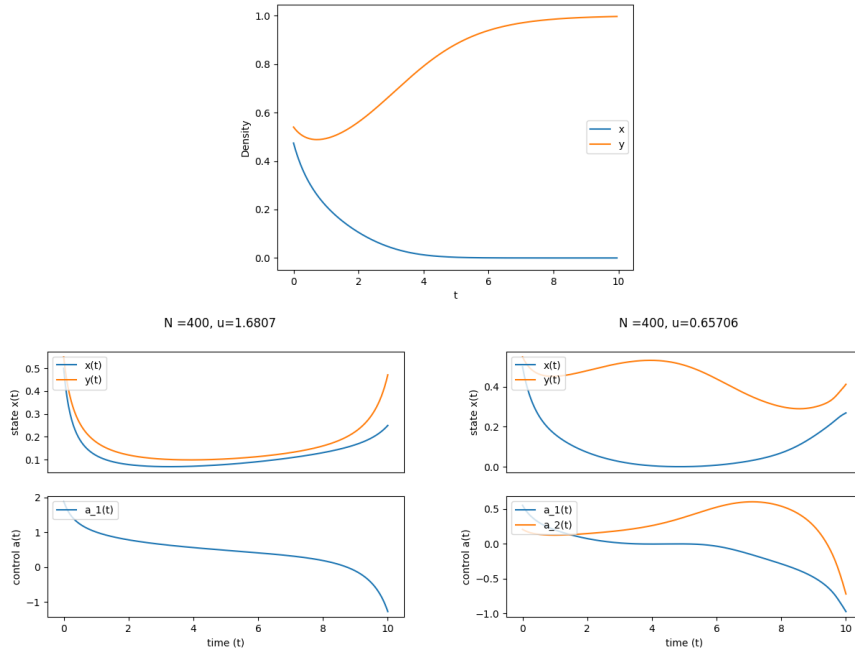 1.0
0.8
0.6
0.4
0.2
0.0
Density
x
y
0 2 4 6 8 10
t
N =400, u=1.6807
0.5
0.4
0.3
0.2
0.1
state x(t)
x(t)
y(t)
2
1
0
−1
control a(t)
a_1(t)
0 2 4 6 8 10
time (t)
N =400, u=0.65706
0.4
0.2
0.0
state x(t)
x(t)
y(t)
0.5
0.0
−0.5
−1.0
control a(t)
a_1(t)
a_2(t)
0 2 4 6 8 10
time (t)